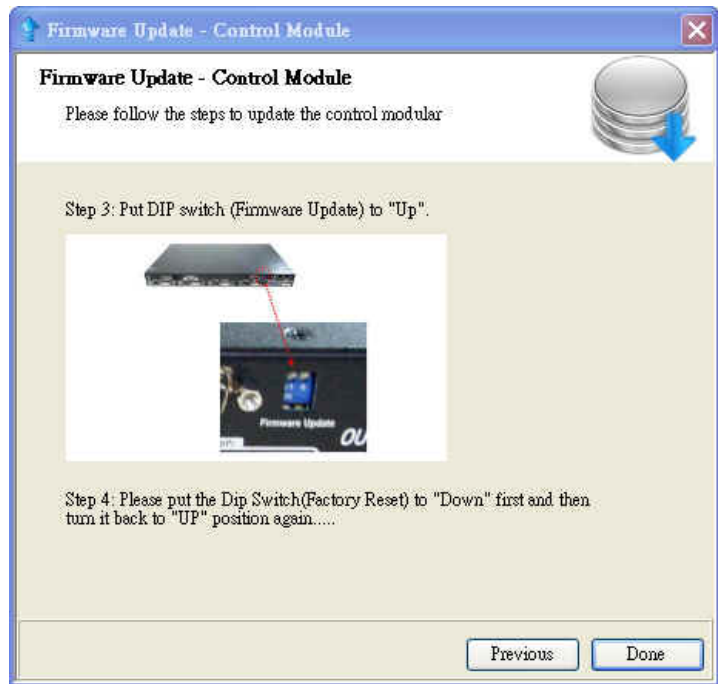 Firmware Update - Control Module
Firmware Update - Control Module
Please follow the steps to update the control modular
Step 3: Put DIP switch (Firmware Update) to "Up".
Firmware Update
OU
Step 4: Please put the Dip Switch(Factory Reset) to "Down" first and then
turn it back to "UP" position again.....
Previous
Done